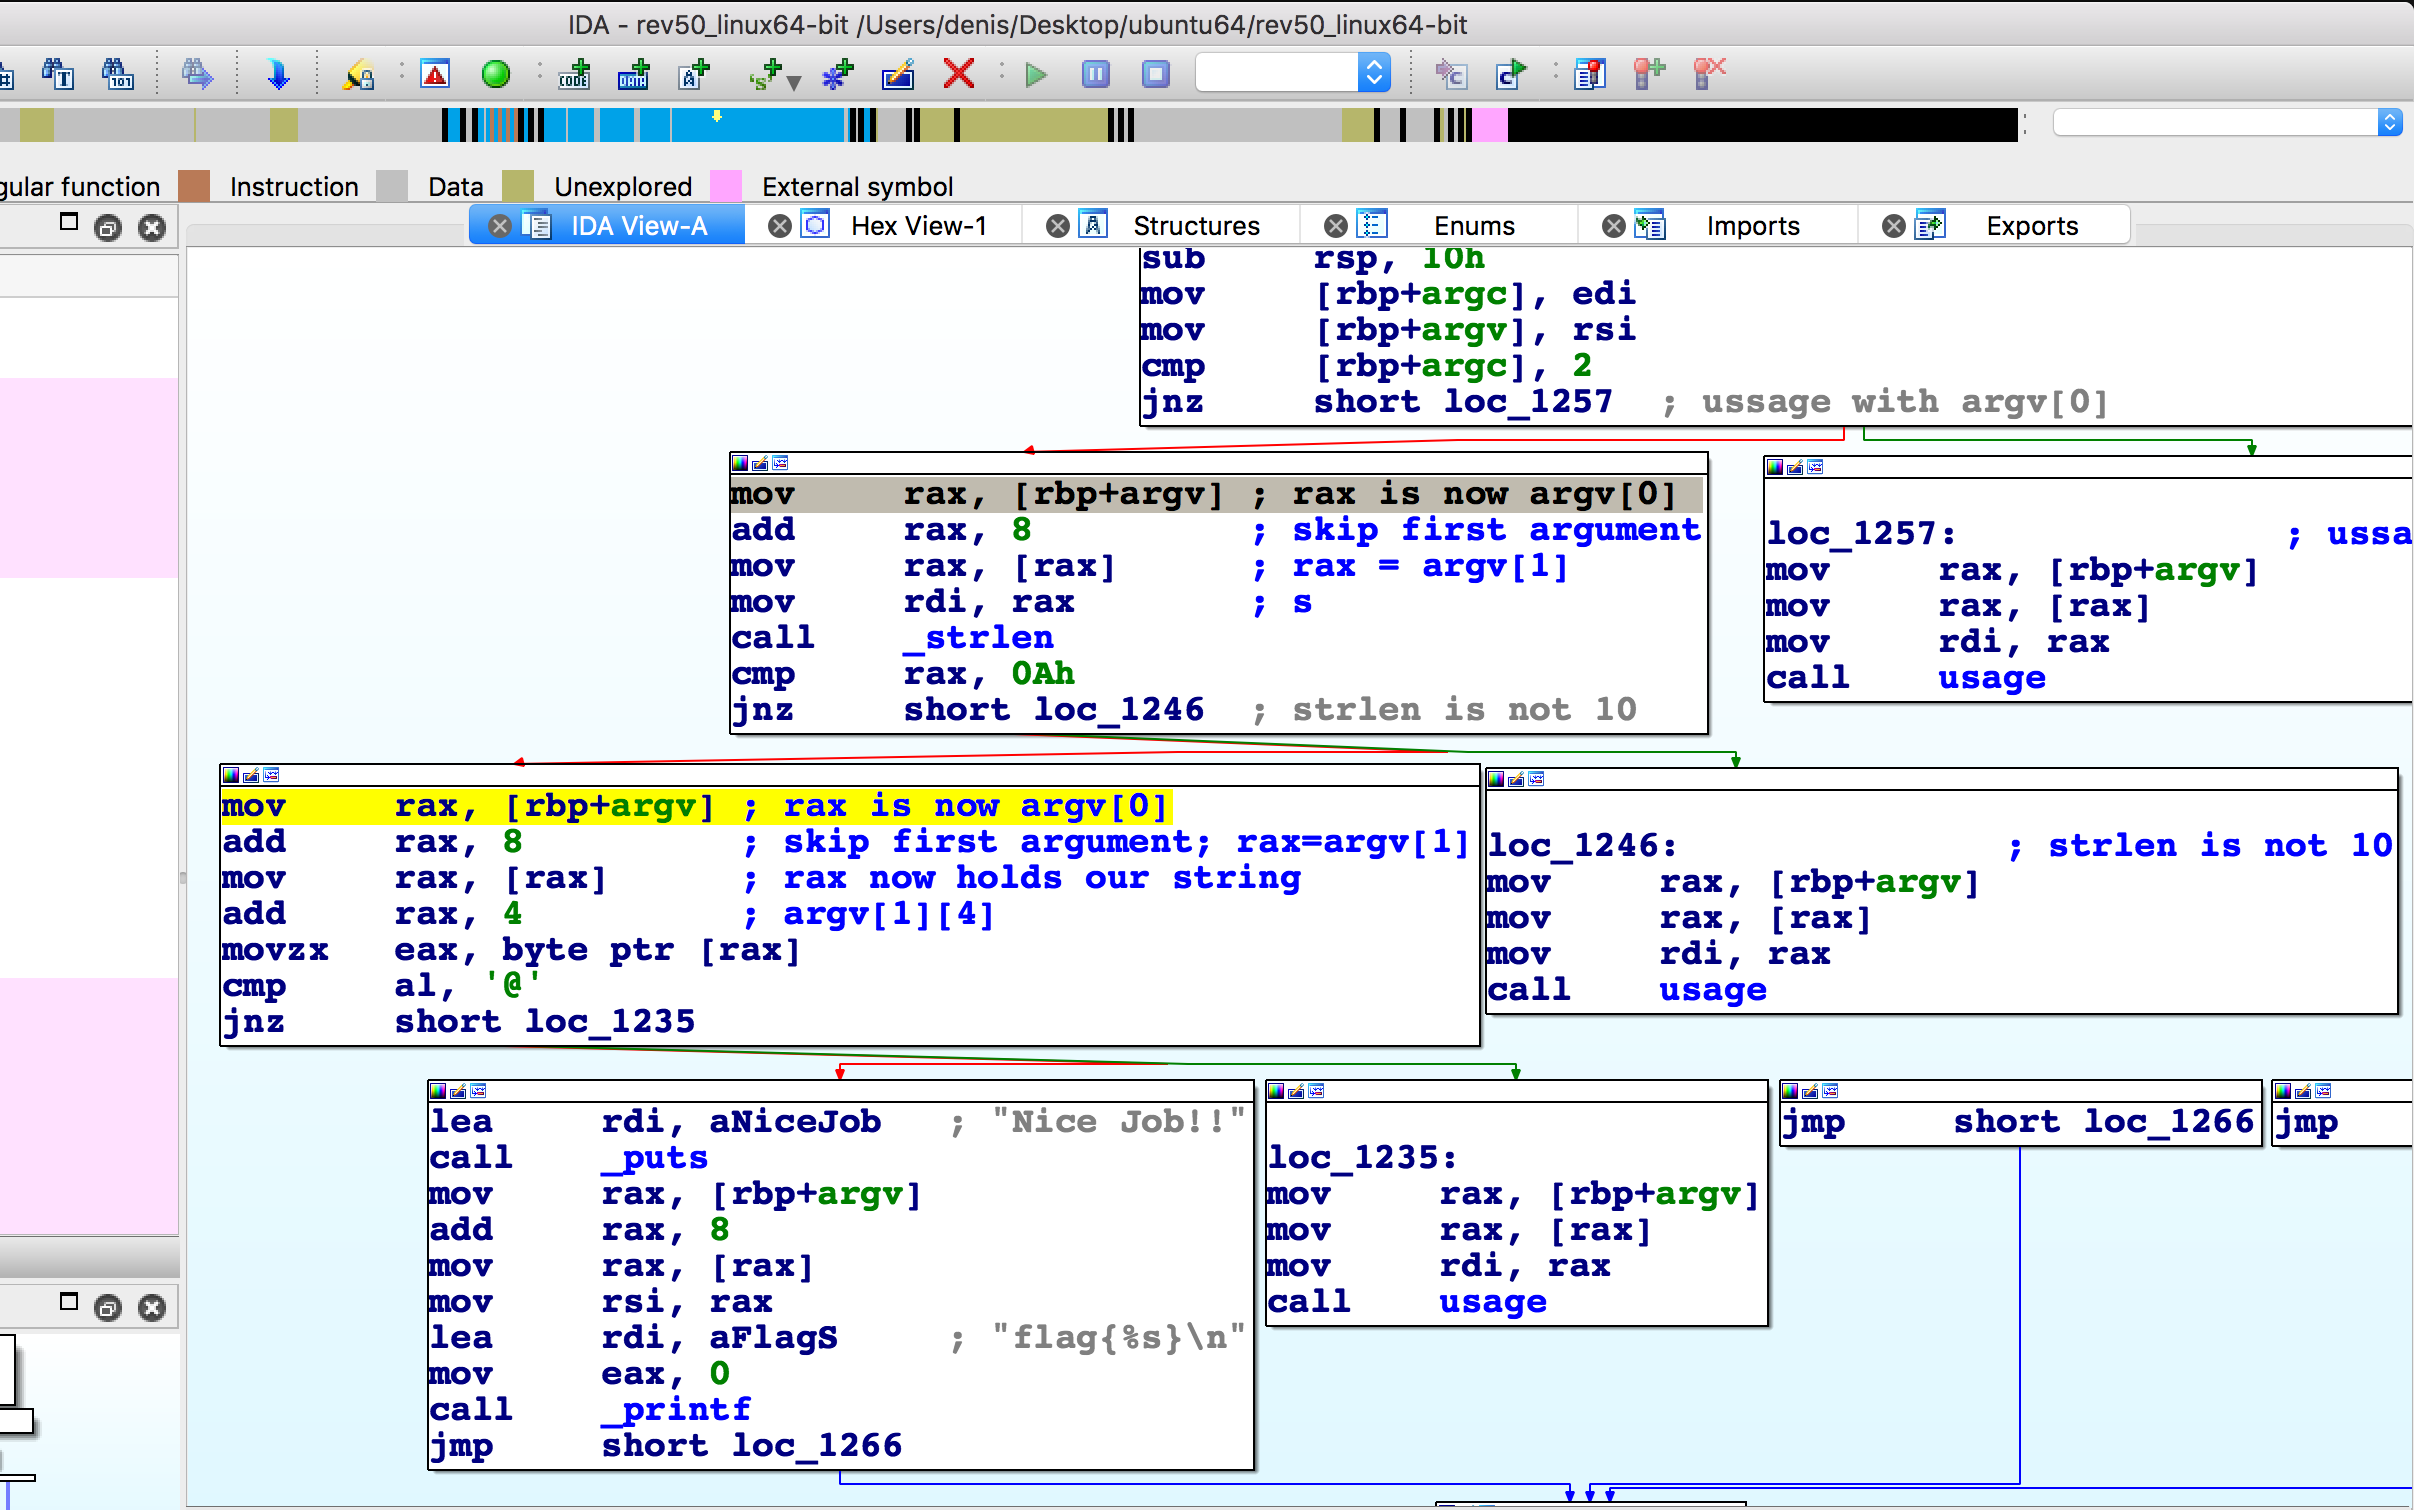 IDA - rev50_linux64-bit /Users/denis/Desktop/ubuntu64/rev50_linux64-bit
gular function Instruction Data Unexplored External symbol
IDA View-A Hex View-1 Structures Enums Imports Exports
sub rsp, 10h
mov [rbp+argc], edi
mov [rbp+argv], rsi
cmp [rbp+argc], 2
jnz short loc_1257 ; ussage with argv[0]
mov rax, [rbp+argv] ; rax is now argv[0]
add rax, 8 ; skip first argument
mov rax, [rax] ; rax = argv[1]
mov rdi, rax ; s
call _strlen
cmp rax, 0Ah
jnz short loc_1246 ; strlen is not 10
loc_1257: ; ussa
mov rax, [rbp+argv]
mov rax, [rax]
mov rdi, rax
call usage
mov rax, [rbp+argv] ; rax is now argv[0]
add rax, 8 ; skip first argument; rax=argv[1]
mov rax, [rax] ; rax now holds our string
add rax, 4 ; argv[1][4]
movzx eax, byte ptr [rax]
cmp al, '@'
jnz short loc_1235
loc_1246: ; strlen is not 10
mov rax, [rbp+argv]
mov rax, [rax]
mov rdi, rax
call usage
lea rdi, aNiceJob ; "Nice Job!!"
call _puts
mov rax, [rbp+argv]
add rax, 8
mov rax, [rax]
mov rsi, rax
lea rdi, aFlagS ; "flag{%s}\n"
mov eax, 0
call _printf
jmp short loc_1266
loc_1235:
mov rax, [rbp+argv]
mov rax, [rax]
mov rdi, rax
call usage
jmp short loc_1266
jmp